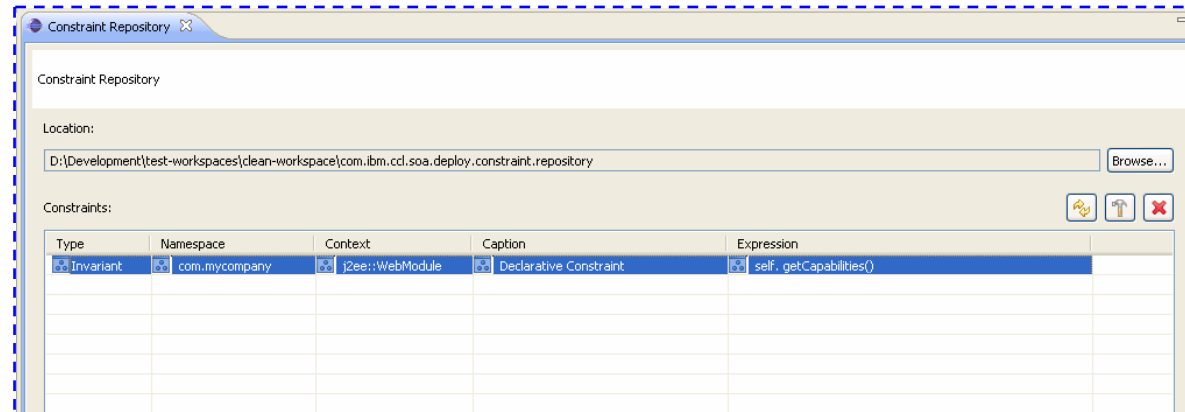 Constraint Repository
Constraint Repository
Location:
D:\Development\test-workspaces\clean-workspace\com.ibm.ccl.soa.deploy.constraint.repository Browse...
Constraints:
Type Namespace Context Caption Expression
Invariant com.mycompany j2ee::WebModule Declarative Constraint self. getCapabilities()